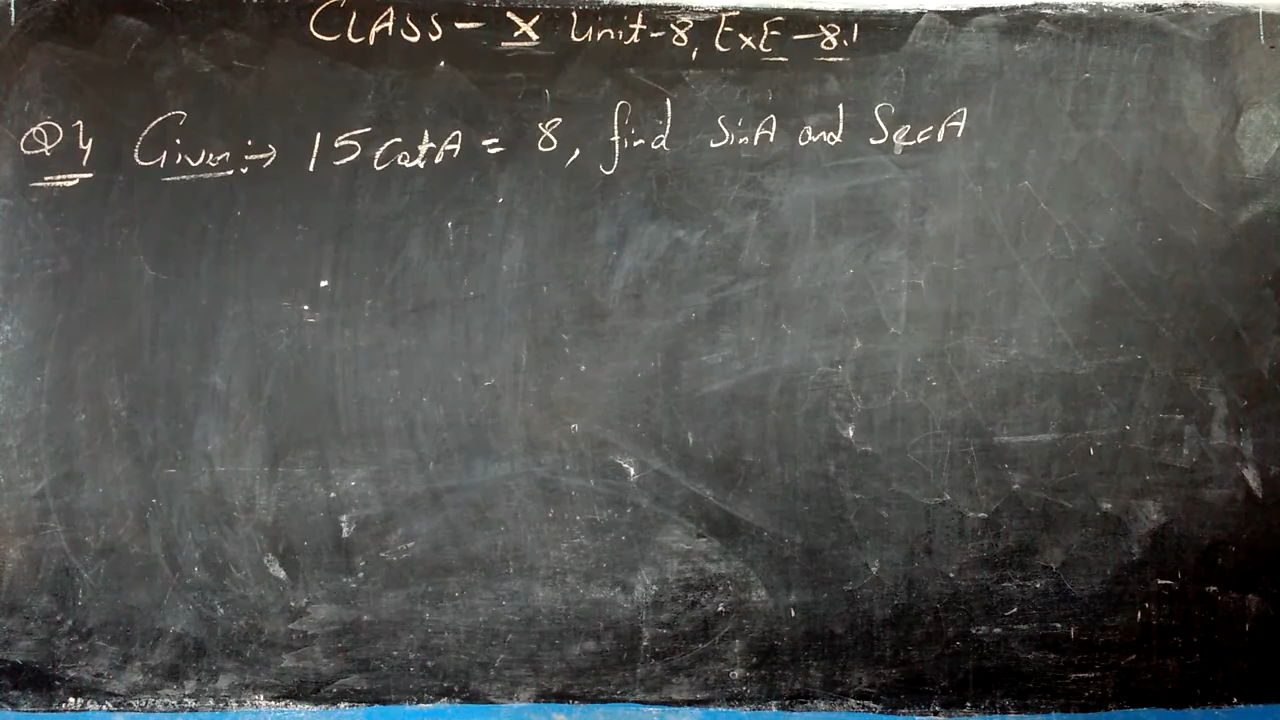 CLASS - X Unit-8, ExE-8.1
Q4 Given:→ 15 cotA = 8, find SinA and SecA